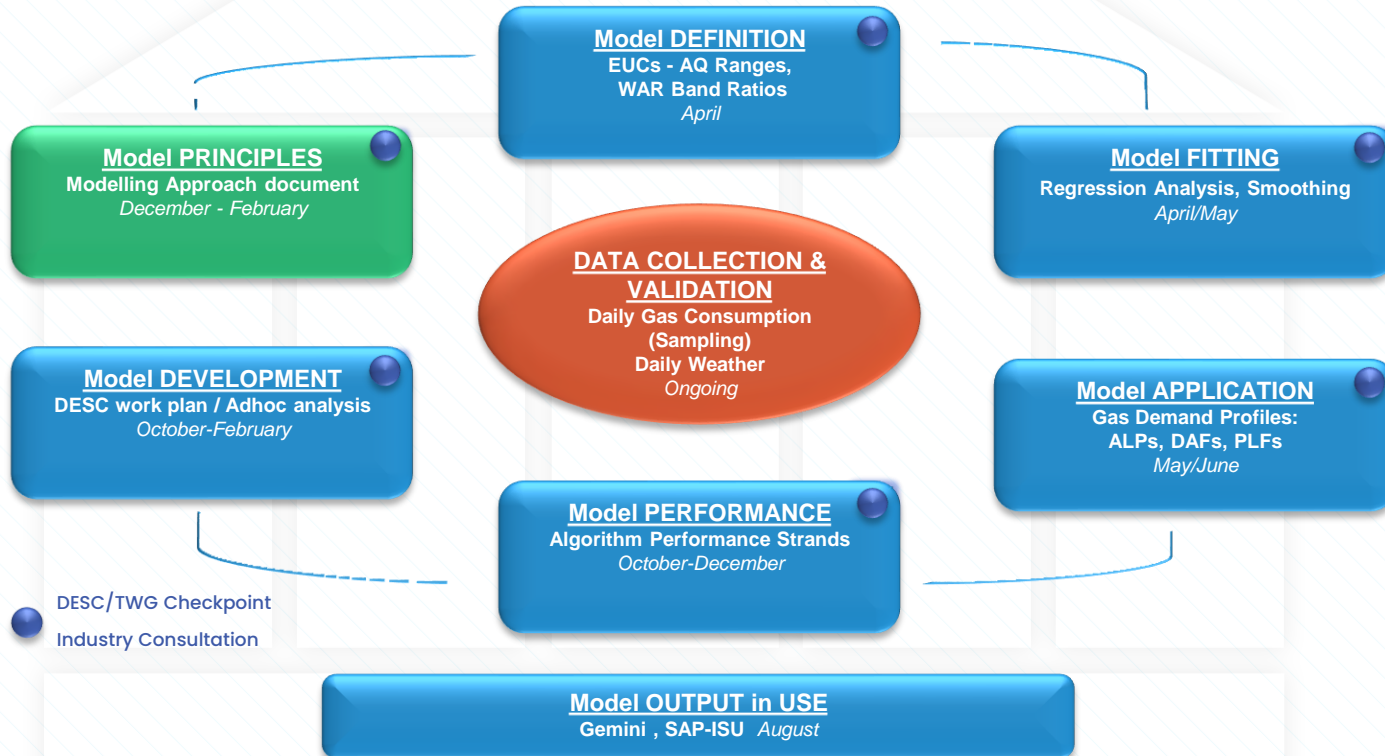 Model DEFINITION
EUCs - AQ Ranges,
WAR Band Ratios
April
Model PRINCIPLES
Modelling Approach document
December - February
Model FITTING
Regression Analysis, Smoothing
April/May
DATA COLLECTION &
VALIDATION
Daily Gas Consumption
(Sampling)
Daily Weather
Ongoing
Model DEVELOPMENT
DESC work plan / Adhoc analysis
October-February
Model APPLICATION
Gas Demand Profiles:
ALPs, DAFs, PLFs
May/June
Model PERFORMANCE
Algorithm Performance Strands
October-December
DESC/TWG Checkpoint
Industry Consultation
Model OUTPUT in USE
Gemini , SAP-ISU August